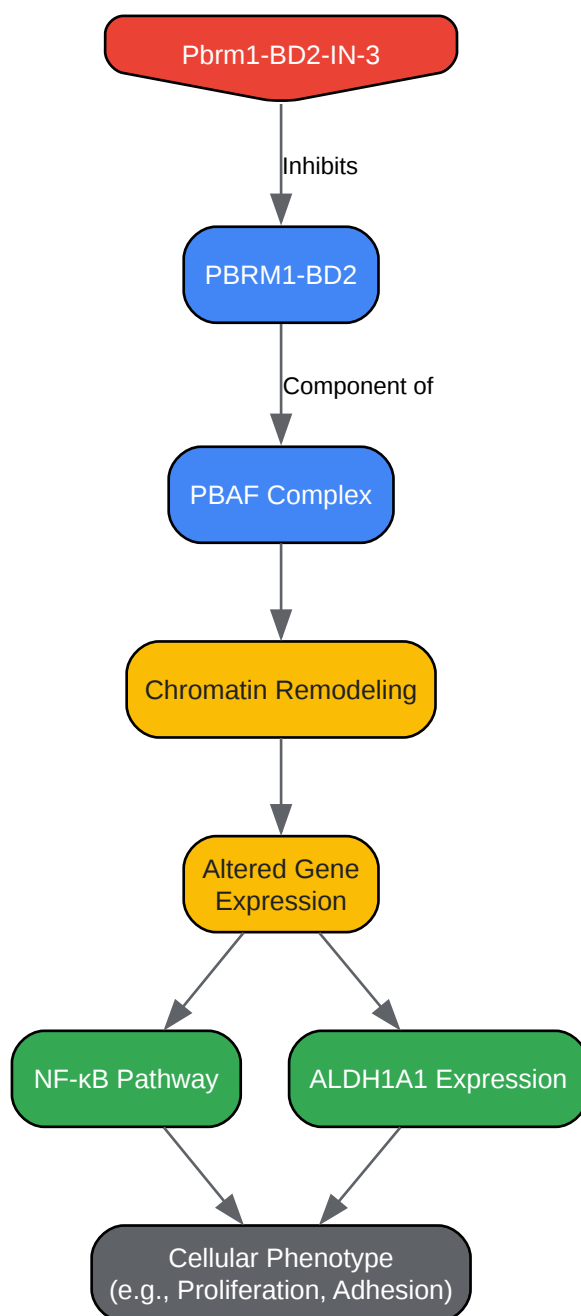 Pbrm1-BD2-IN-3
Inhibits
PBRM1-BD2
Component of
PBAF Complex
Chromatin Remodeling
Altered Gene
Expression
NF-κB Pathway
ALDH1A1 Expression
Cellular Phenotype
(e.g., Proliferation, Adhesion)